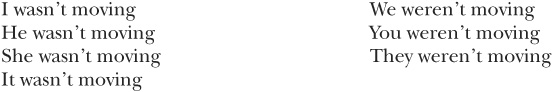 I wasn’t moving
He wasn’t moving
She wasn’t moving
It wasn’t moving
We weren’t moving
You weren’t moving
They weren’t moving